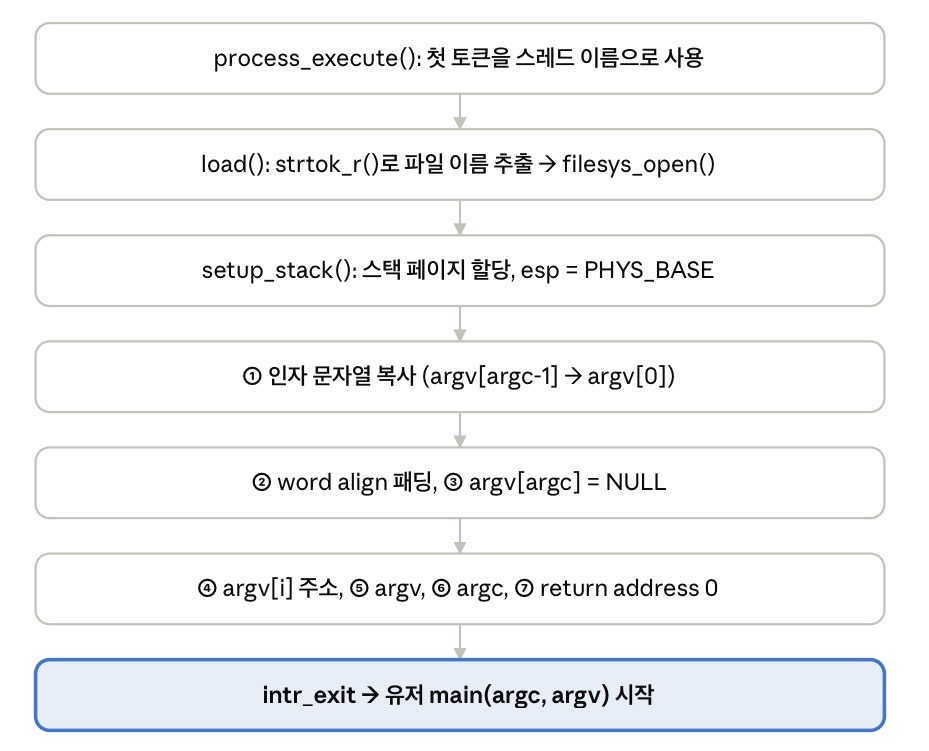 process_execute(): 첫 토큰을 스레드 이름으로 사용
load(): strtok_r()로 파일 이름 추출 → filesys_open()
setup_stack(): 스택 페이지 할당, esp = PHYS_BASE
① 인자 문자열 복사 (argv[argc-1] → argv[0])
② word align 패딩, ③ argv[argc] = NULL
④ argv[i] 주소, ⑤ argv, ⑥ argc, ⑦ return address 0
intr_exit → 유저 main(argc, argv) 시작